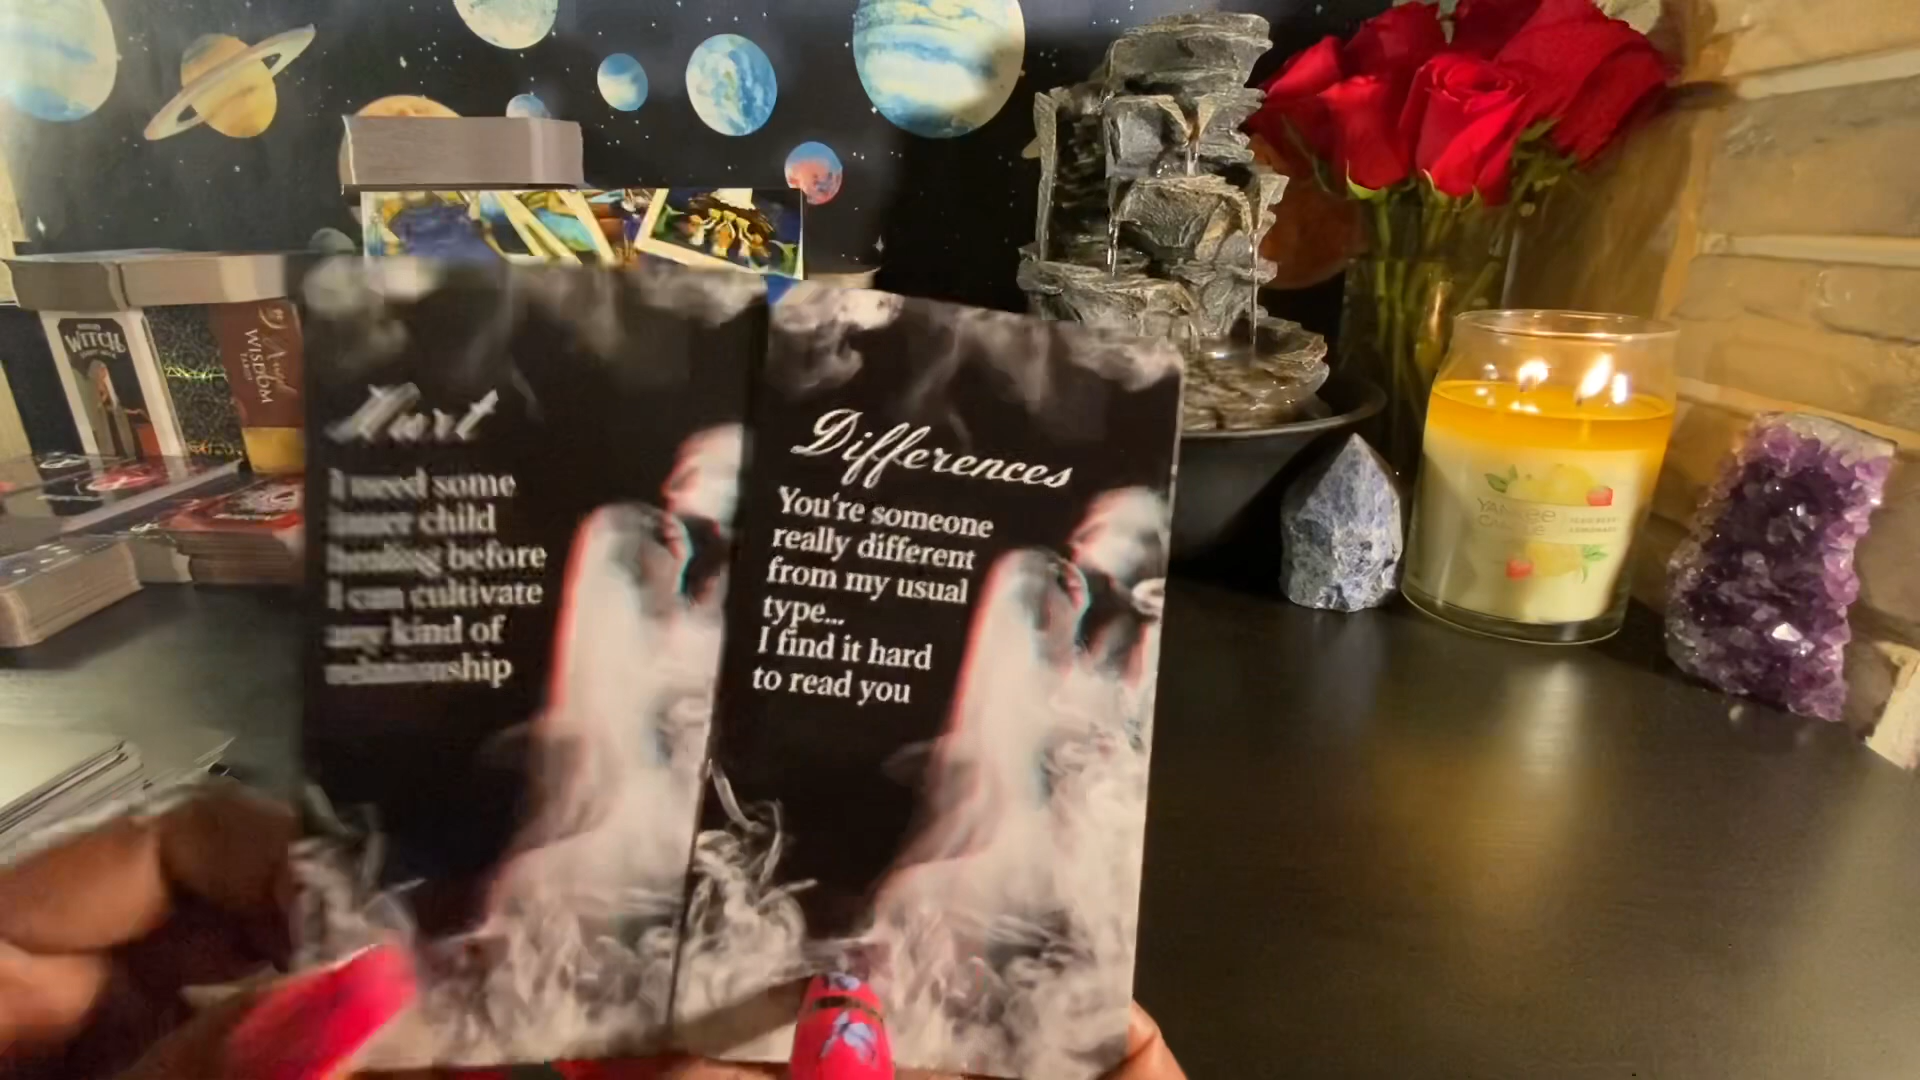 WITCH
WISDOM
Hurt
I need some
inner child
healing before
I can cultivate
any kind of
relationship
Differences
You're someone
really different
from my usual
type...
I find it hard
to read you
YANKEE
CANDLE